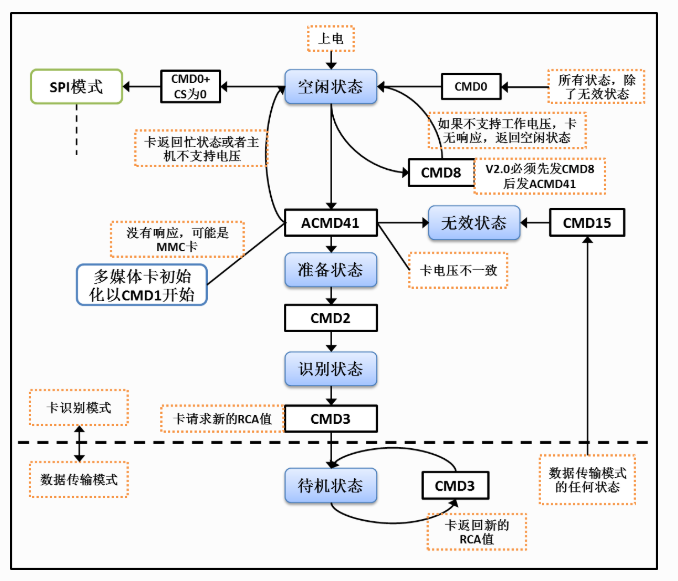 上电
SPI模式
CMD0+
CS为0
空闲状态
CMD0
所有状态，除
了无效状态
卡返回忙状态或者主
机不支持电压
如果不支持工作电压，卡
无响应，返回空闲状态
CMD8
V2.0必须先发CMD8
后发ACMD41
没有响应，可能是
MMC卡
ACMD41
无效状态
CMD15
多媒体卡初始
化以CMD1开始
准备状态
卡电压不一致
CMD2
识别状态
卡识别模式
卡请求新的RCA值
CMD3
数据传输模式
待机状态
CMD3
数据传输模式
的任何状态
卡返回新的
RCA值